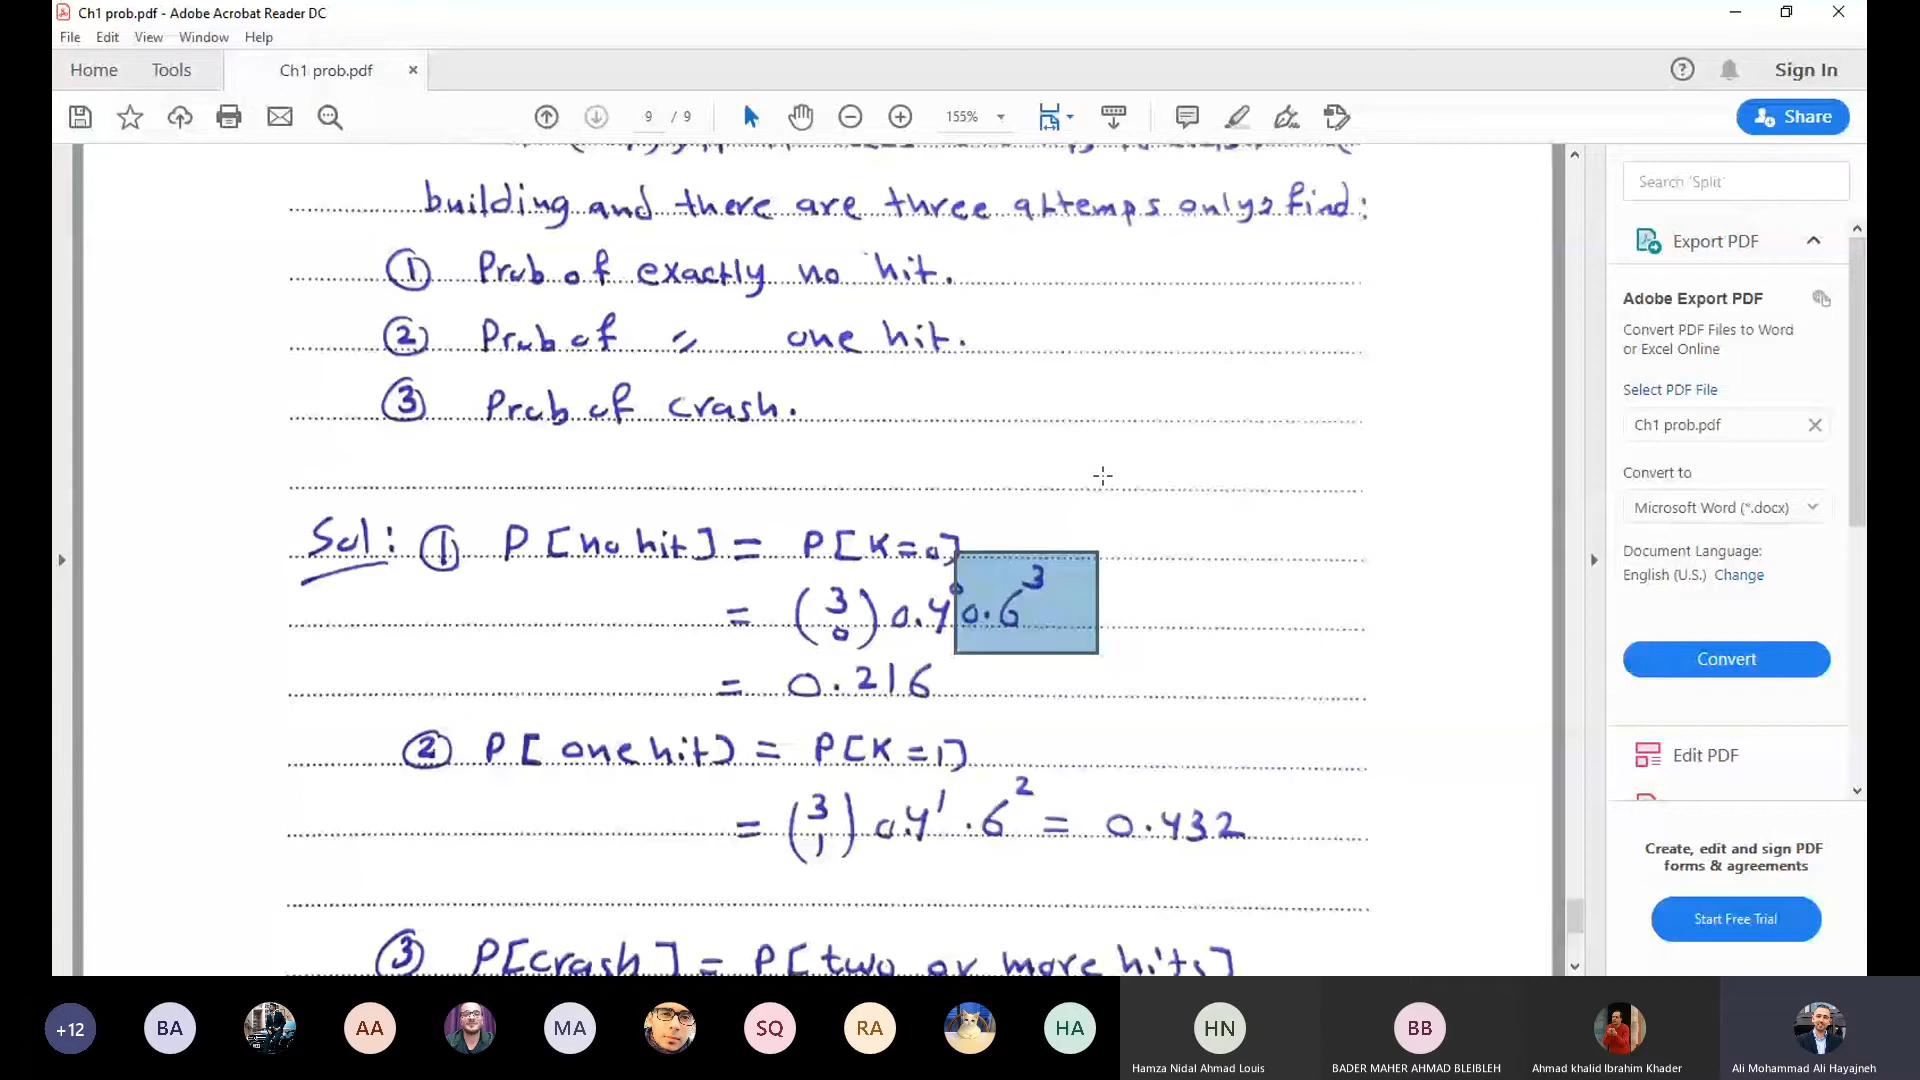 Ch1 prob.pdf - Adobe Acrobat Reader DC
File Edit View Window Help
Home Tools Ch1 prob.pdf × Sign In
9 / 9 155% Share
building and there are three attemps only, find:
① Prob of exactly no hit.
② Prob of 〃 one hit.
③ Prob of crash.
Sol: ① P[no hit] = P[K=0]
= (3 0) 0.4⁰ 0.6³
= 0.216
② P[one hit] = P[K=1]
= (3 1) 0.4¹ .6² = 0.432
③ P[crash] = P[two or more hits]
Search 'Split'
Export PDF
Adobe Export PDF
Convert PDF Files to Word
or Excel Online
Select PDF File
Ch1 prob.pdf
Convert to
Microsoft Word (*.docx)
Document Language:
English (U.S.) Change
Convert
Edit PDF
Create, edit and sign PDF
forms & agreements
Start Free Trial
+12 BA AA MA SQ RA HA HN BB
Hamza Nidal Ahmad Louis BADER MAHER AHMAD BLEIBLEH Ahmad khalid Ibrahim Khader Ali Mohammad Ali Hayajneh